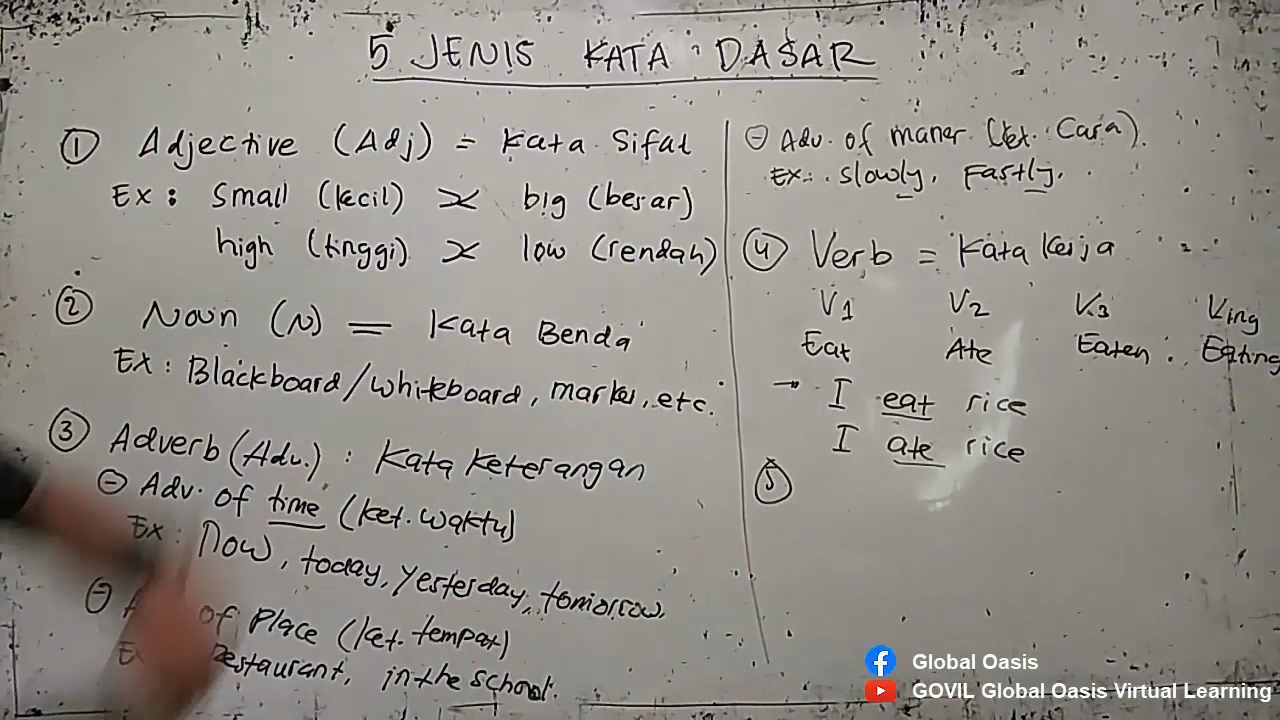 5 JENIS KATA DASAR
① Adjective (Adj) = Kata Sifat
Ex : Small (kecil) >< big (besar)
high (tinggi) >< low (rendah)
② Noun (N) = Kata Benda
Ex : Blackboard/whiteboard, marker, etc.
③ Adverb (Adv.) : Kata Keterangan
⊖ Adv. of time (ket. waktu)
Ex : Now, today, yesterday, tomorrow.
⊖ of Place (ket. tempat)
Restaurant, in the school.
⊖ Adv. of maner (ket. Cara).
Ex : slowly, Fastly.
④ Verb = Kata Kerja
V1 V2 V3 Ving
Eat Ate Eaten Eating
→ I eat rice
I ate rice
⑤
Global Oasis
GOVIL Global Oasis Virtual Learning